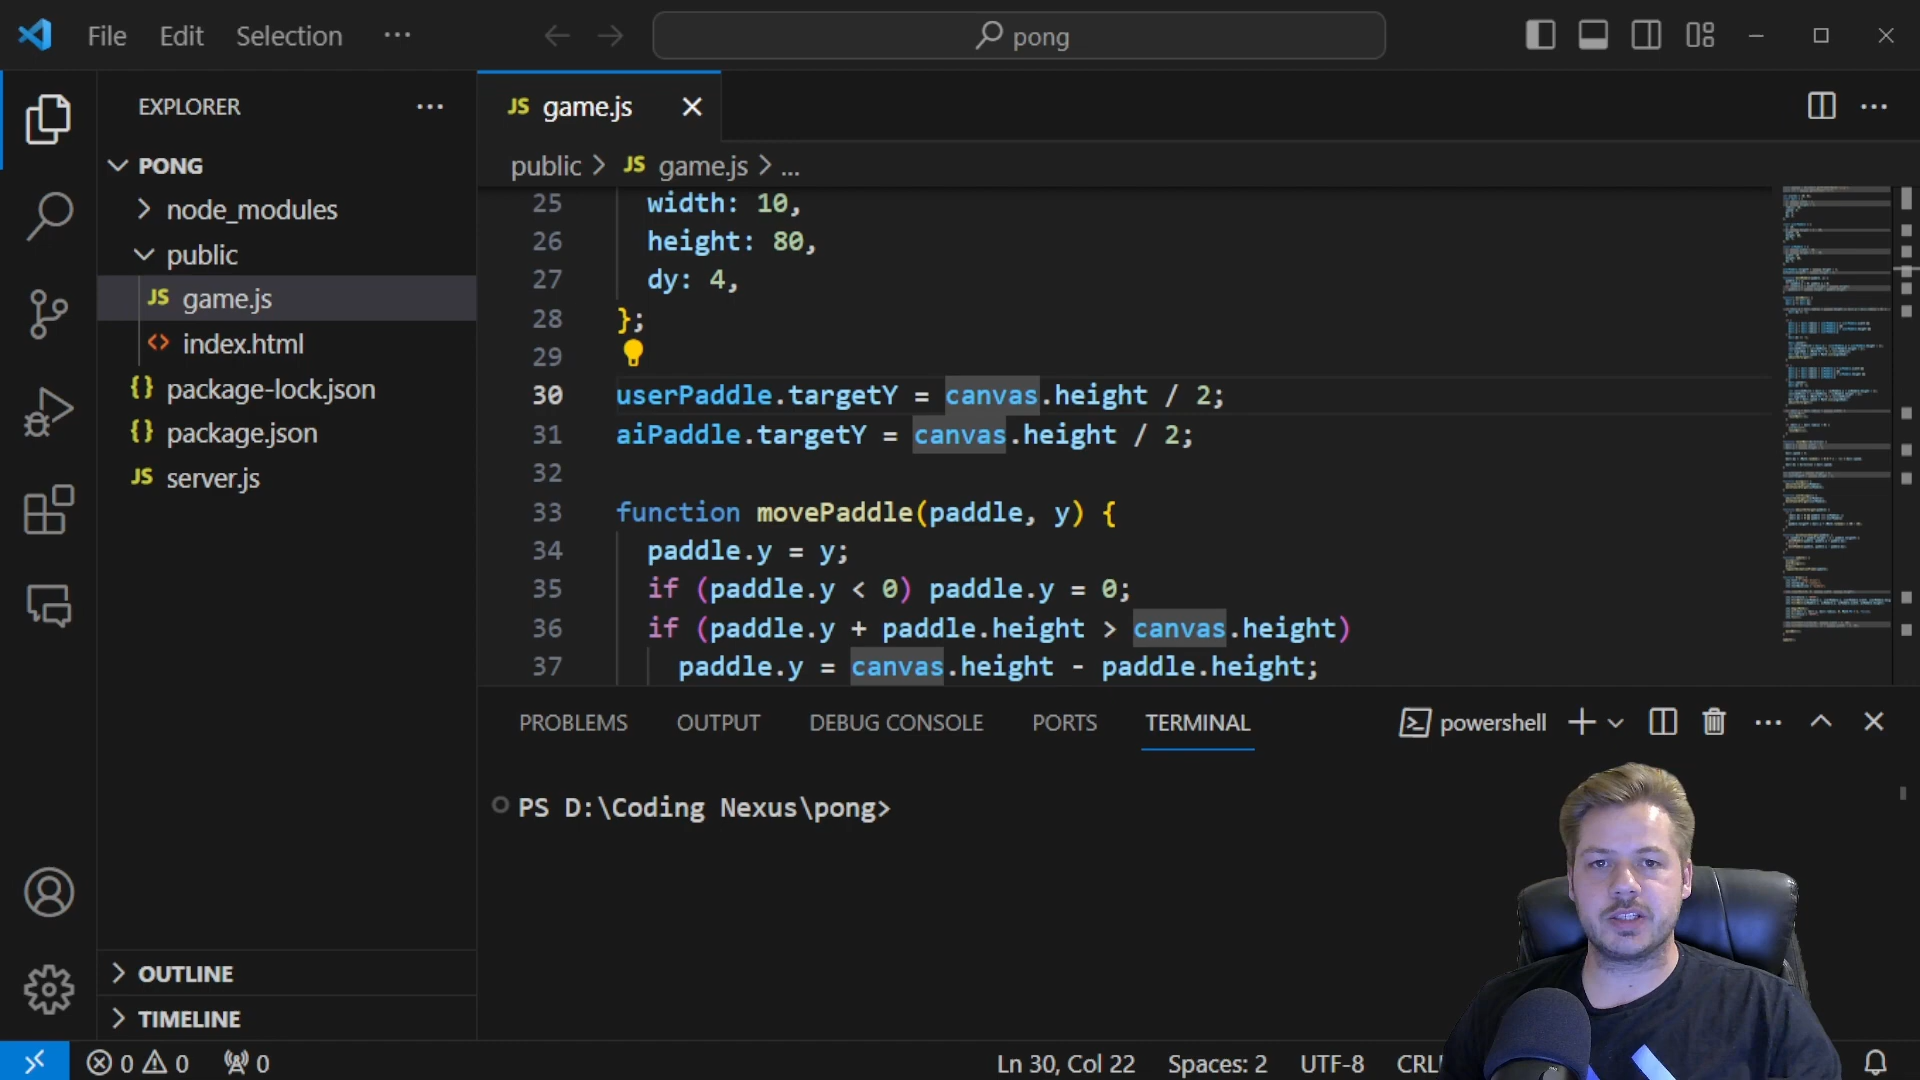 File Edit Selection ...
pong
EXPLORER
PONG
node_modules
public
JS game.js
<> index.html
{} package-lock.json
{} package.json
JS server.js
OUTLINE
TIMELINE
JS game.js
public > JS game.js > ...
25 width: 10,
26 height: 80,
27 dy: 4,
28 };
29
30 userPaddle.targetY = canvas.height / 2;
31 aiPaddle.targetY = canvas.height / 2;
32
33 function movePaddle(paddle, y) {
34 paddle.y = y;
35 if (paddle.y < 0) paddle.y = 0;
36 if (paddle.y + paddle.height > canvas.height)
37 paddle.y = canvas.height - paddle.height;
PROBLEMS OUTPUT DEBUG CONSOLE PORTS TERMINAL powershell
PS D:\Coding Nexus\pong>
0 0 0 Ln 30, Col 22 Spaces: 2 UTF-8 CRL